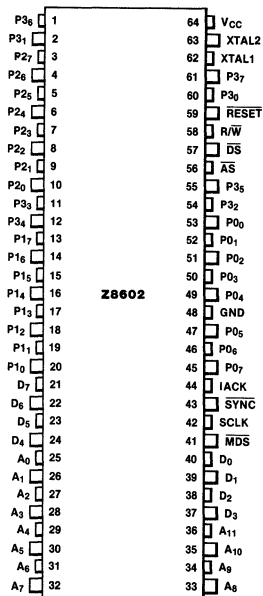 P3₆ 1 64 VCC
P3₁ 2 63 XTAL2
P2₇ 3 62 XTAL1
P2₆ 4 61 P3₇
P2₅ 5 60 P3₀
P2₄ 6 59 R̅E̅S̅E̅T̅
P2₃ 7 58 R/W̅
P2₂ 8 57 D̅S̅
P2₁ 9 56 A̅S̅
P2₀ 10 55 P3₅
P3₃ 11 54 P3₂
P3₄ 12 53 P0₀
P1₇ 13 52 P0₁
P1₆ 14 51 P0₂
P1₅ 15 50 P0₃
P1₄ 16 Z8602 49 P0₄
P1₃ 17 48 GND
P1₂ 18 47 P0₅
P1₁ 19 46 P0₆
P1₀ 20 45 P0₇
D₇ 21 44 IACK
D₆ 22 43 S̅Y̅N̅C̅
D₅ 23 42 SCLK
D₄ 24 41 M̅D̅S̅
A₀ 25 40 D₀
A₁ 26 39 D₁
A₂ 27 38 D₂
A₃ 28 37 D₃
A₄ 29 36 A₁₁
A₅ 30 35 A₁₀
A₆ 31 34 A₉
A₇ 32 33 A₈